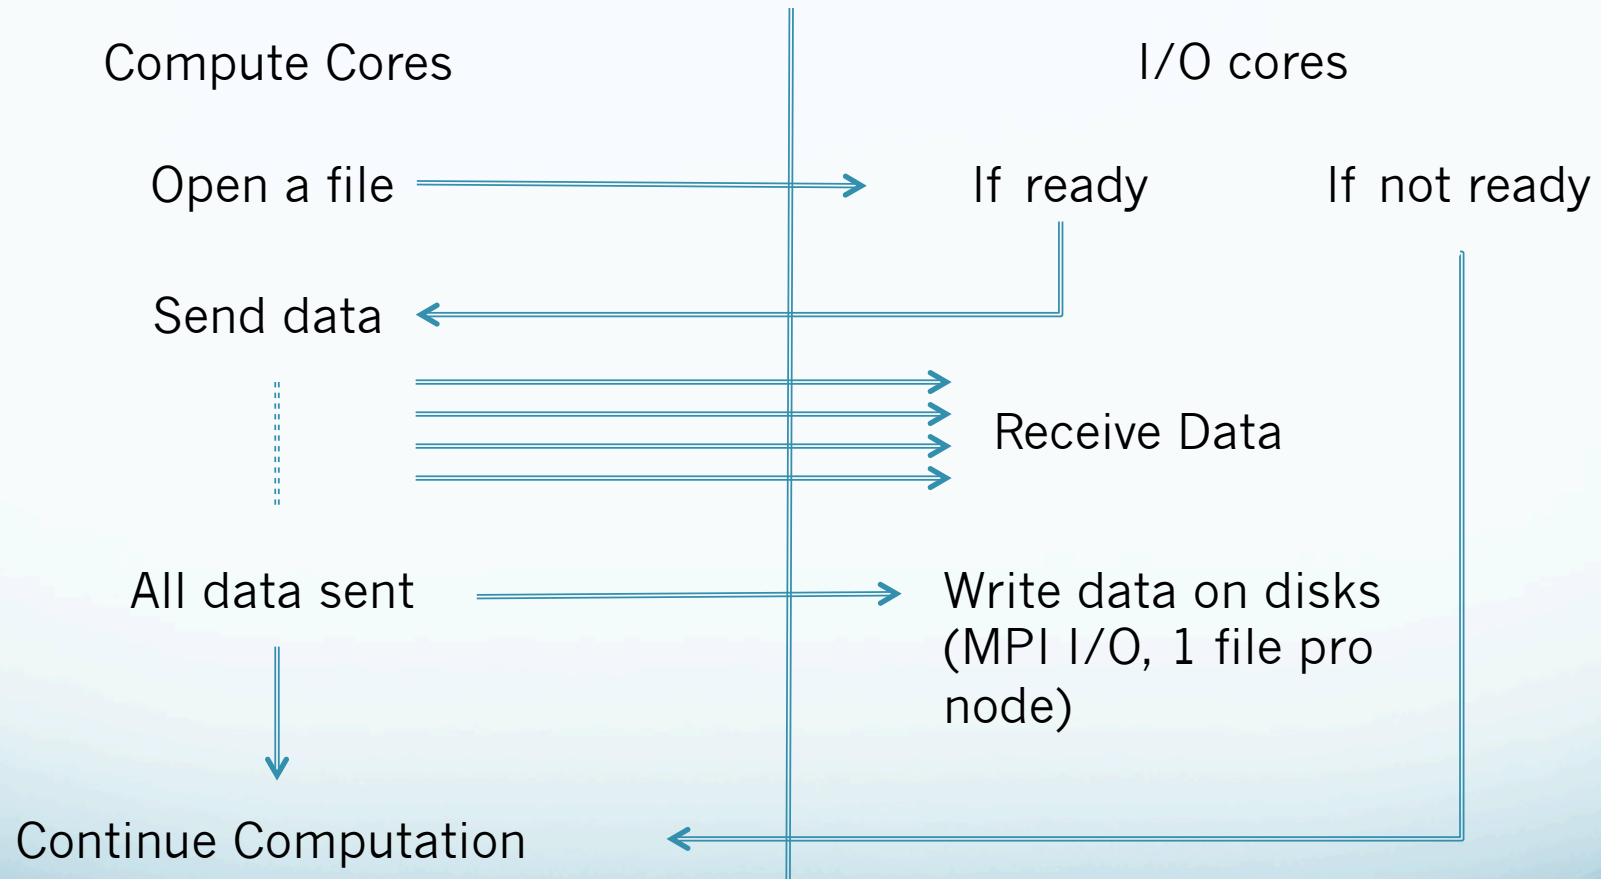 Compute Cores
I/O cores
Open a file
If ready
If not ready
Send data
Receive Data
All data sent
Write data on disks
(MPI I/O, 1 file pro
node)
Continue Computation